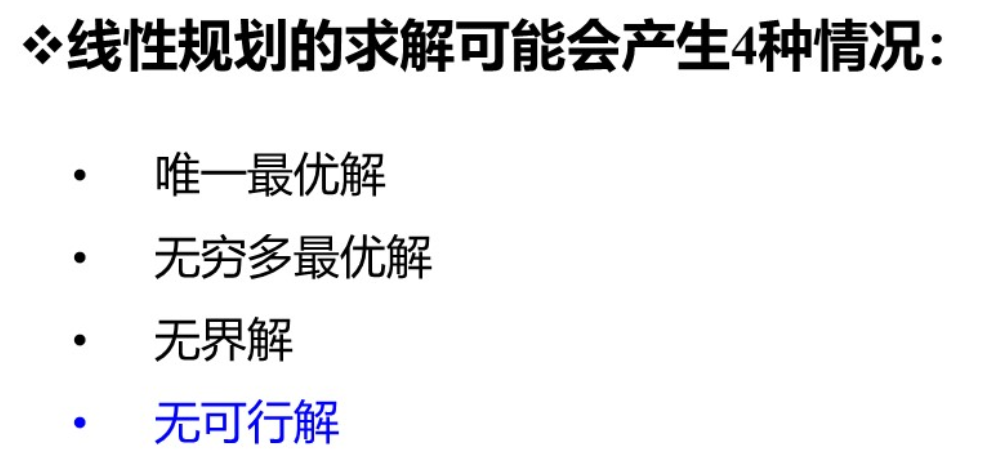 ❖线性规划的求解可能会产生4种情况：
• 唯一最优解
• 无穷多最优解
• 无界解
• 无可行解